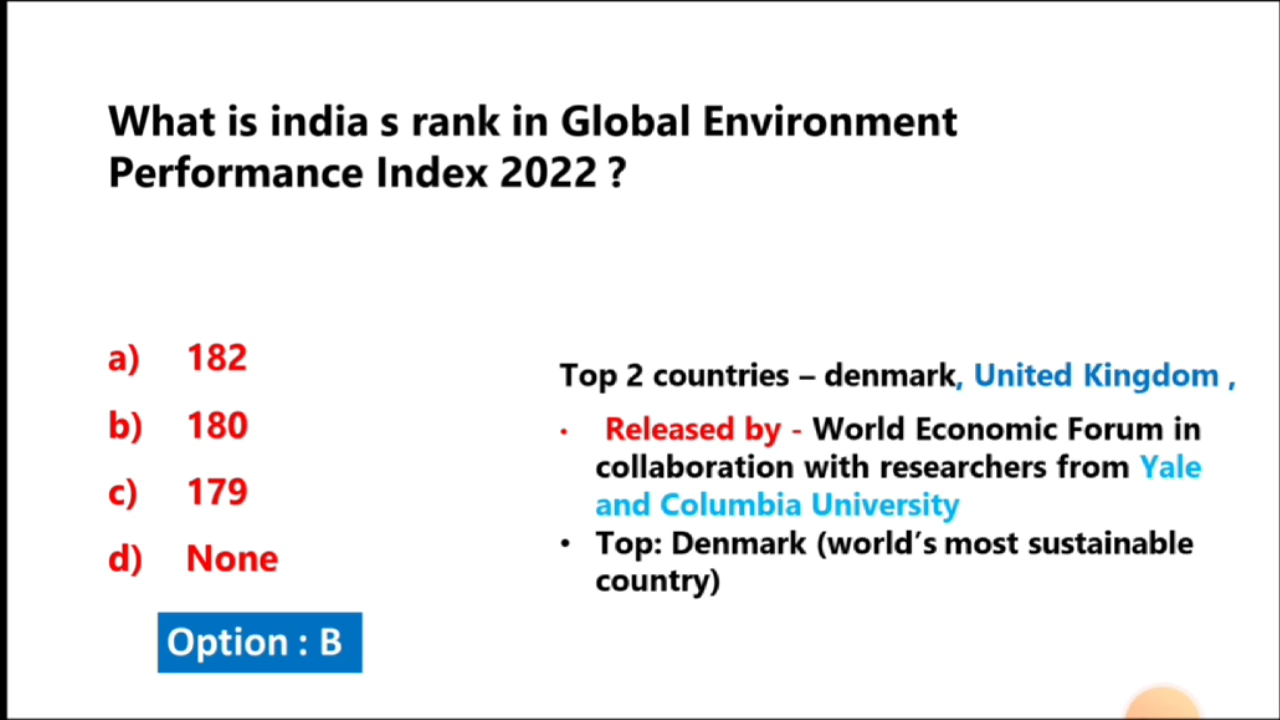 What is india s rank in Global Environment
Performance Index 2022 ?
a) 182
b) 180
c) 179
d) None
Option : B
Top 2 countries – denmark, United Kingdom ,
• Released by - World Economic Forum in
collaboration with researchers from Yale
and Columbia University
• Top: Denmark (world’s most sustainable
country)